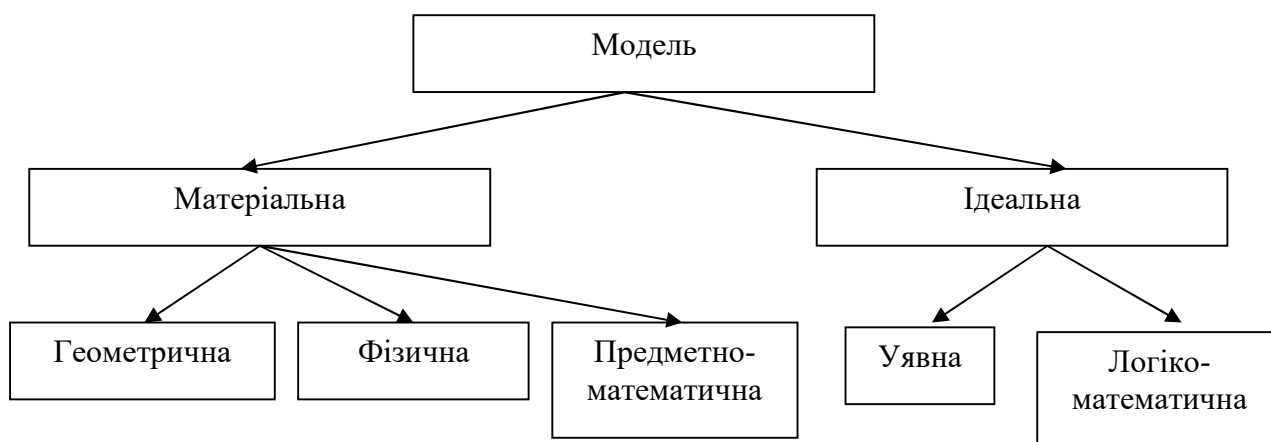 Модель
Матеріальна
Ідеальна
Геометрична
Фізична
Предметно-
математична
Уявна
Логіко-
математична